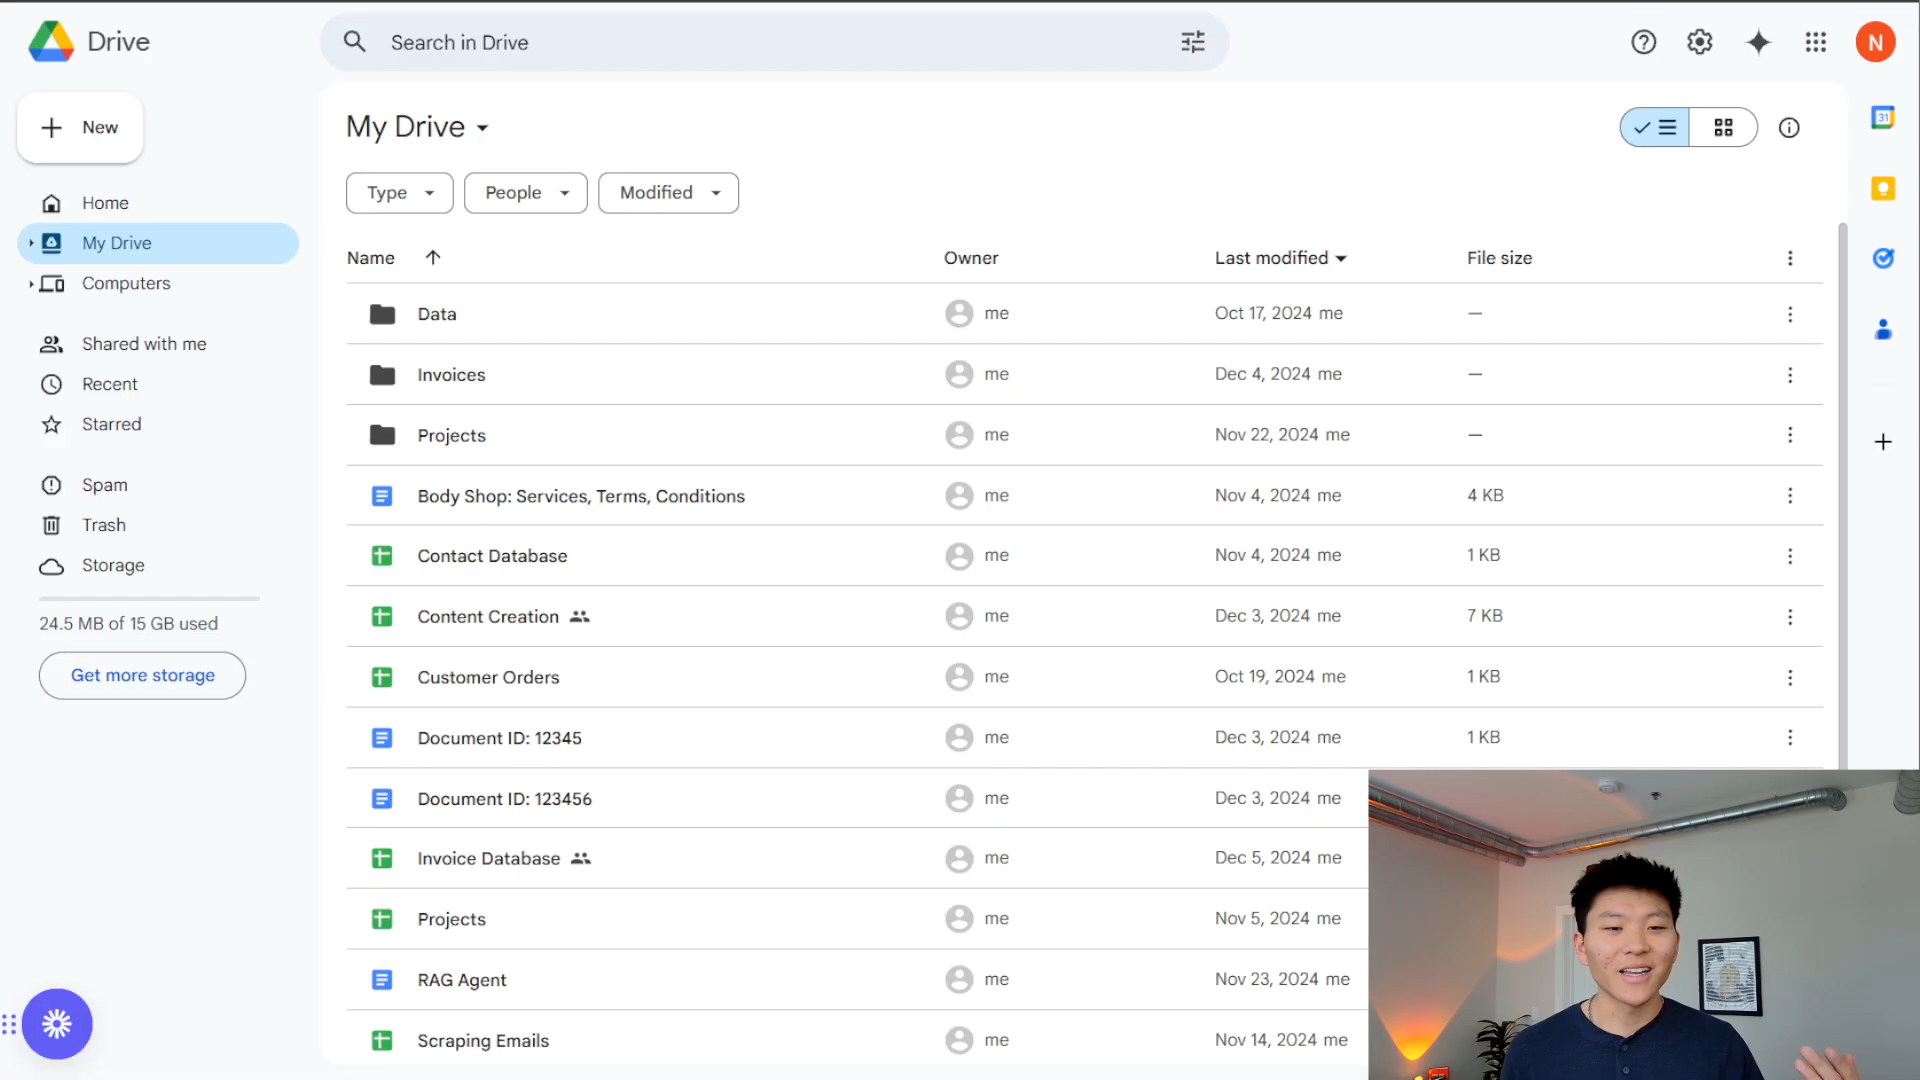 Drive
Search in Drive
N
New
My Drive
31
Type
People
Modified
Home
My Drive
Computers
Shared with me
Recent
Starred
Spam
Trash
Storage
24.5 MB of 15 GB used
Get more storage
Name Owner Last modified File size
Data me Oct 17, 2024 me —
Invoices me Dec 4, 2024 me —
Projects me Nov 22, 2024 me —
Body Shop: Services, Terms, Conditions me Nov 4, 2024 me 4 KB
Contact Database me Nov 4, 2024 me 1 KB
Content Creation me Dec 3, 2024 me 7 KB
Customer Orders me Oct 19, 2024 me 1 KB
Document ID: 12345 me Dec 3, 2024 me 1 KB
Document ID: 123456 me Dec 3, 2024 me
Invoice Database me Dec 5, 2024 me
Projects me Nov 5, 2024 me
RAG Agent me Nov 23, 2024 me
Scraping Emails me Nov 14, 2024 me